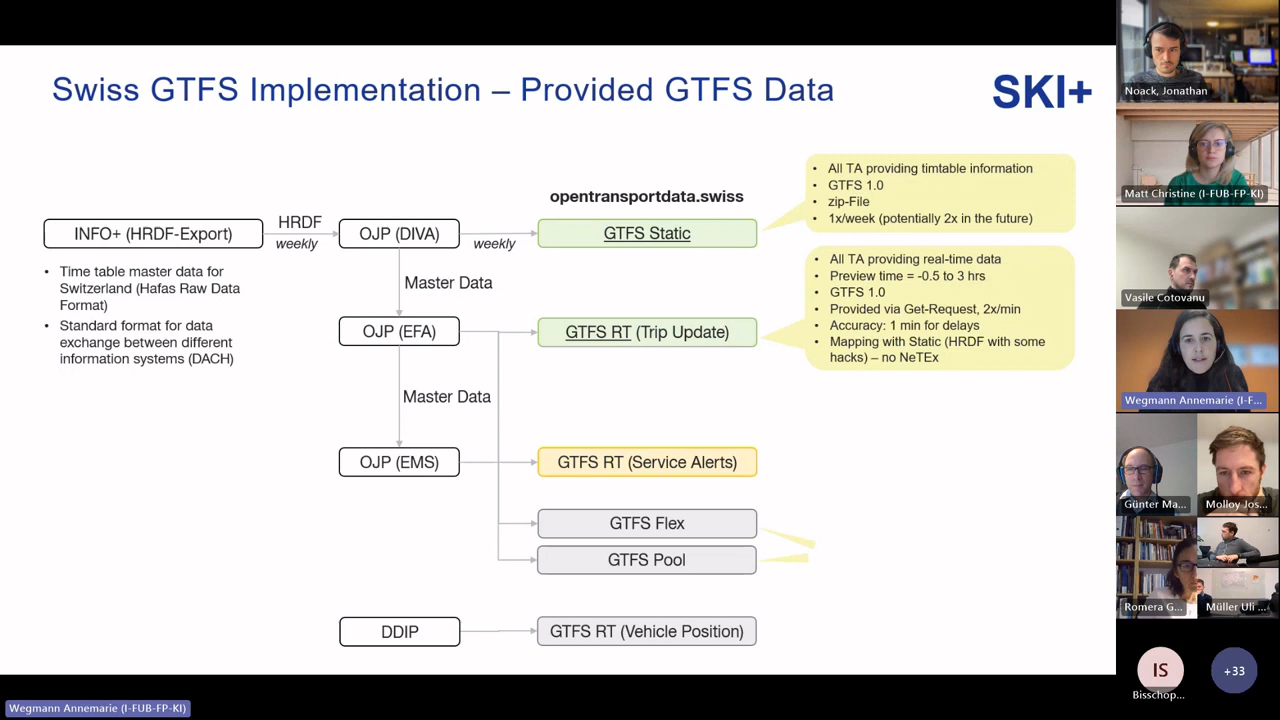 Swiss GTFS Implementation – Provided GTFS Data
SKI+
opentransportdata.swiss
INFO+ (HRDF-Export)
HRDF
weekly
OJP (DIVA)
weekly
GTFS Static
• All TA providing timtable information
• GTFS 1.0
• zip-File
• 1x/week (potentially 2x in the future)
• Time table master data for
Switzerland (Hafas Raw Data
Format)
• Standard format for data
exchange between different
information systems (DACH)
Master Data
OJP (EFA)
GTFS RT (Trip Update)
• All TA providing real-time data
• Preview time = -0.5 to 3 hrs
• GTFS 1.0
• Provided via Get-Request, 2x/min
• Accuracy: 1 min for delays
• Mapping with Static (HRDF with some
hacks) – no NeTEx
Master Data
OJP (EMS)
GTFS RT (Service Alerts)
GTFS Flex
GTFS Pool
DDIP
GTFS RT (Vehicle Position)
Wegmann Annemarie (I-FUB-FP-KI)
Noack, Jonathan
Matt Christine (I-FUB-FP-KI)
Vasile Cotovanu
Wegmann Annemarie (I-F...
Günter Ma...
Molloy Jos...
Romera G...
Müller Uli ...
IS
Bisschop...
+33